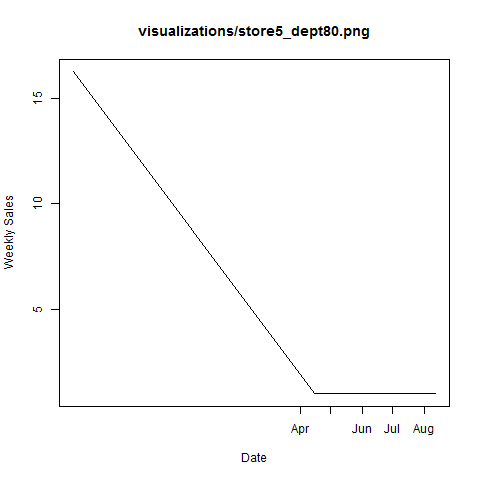 visualizations/store5_dept80.png
15
10
5
Weekly Sales
Apr Jun Jul Aug
Date